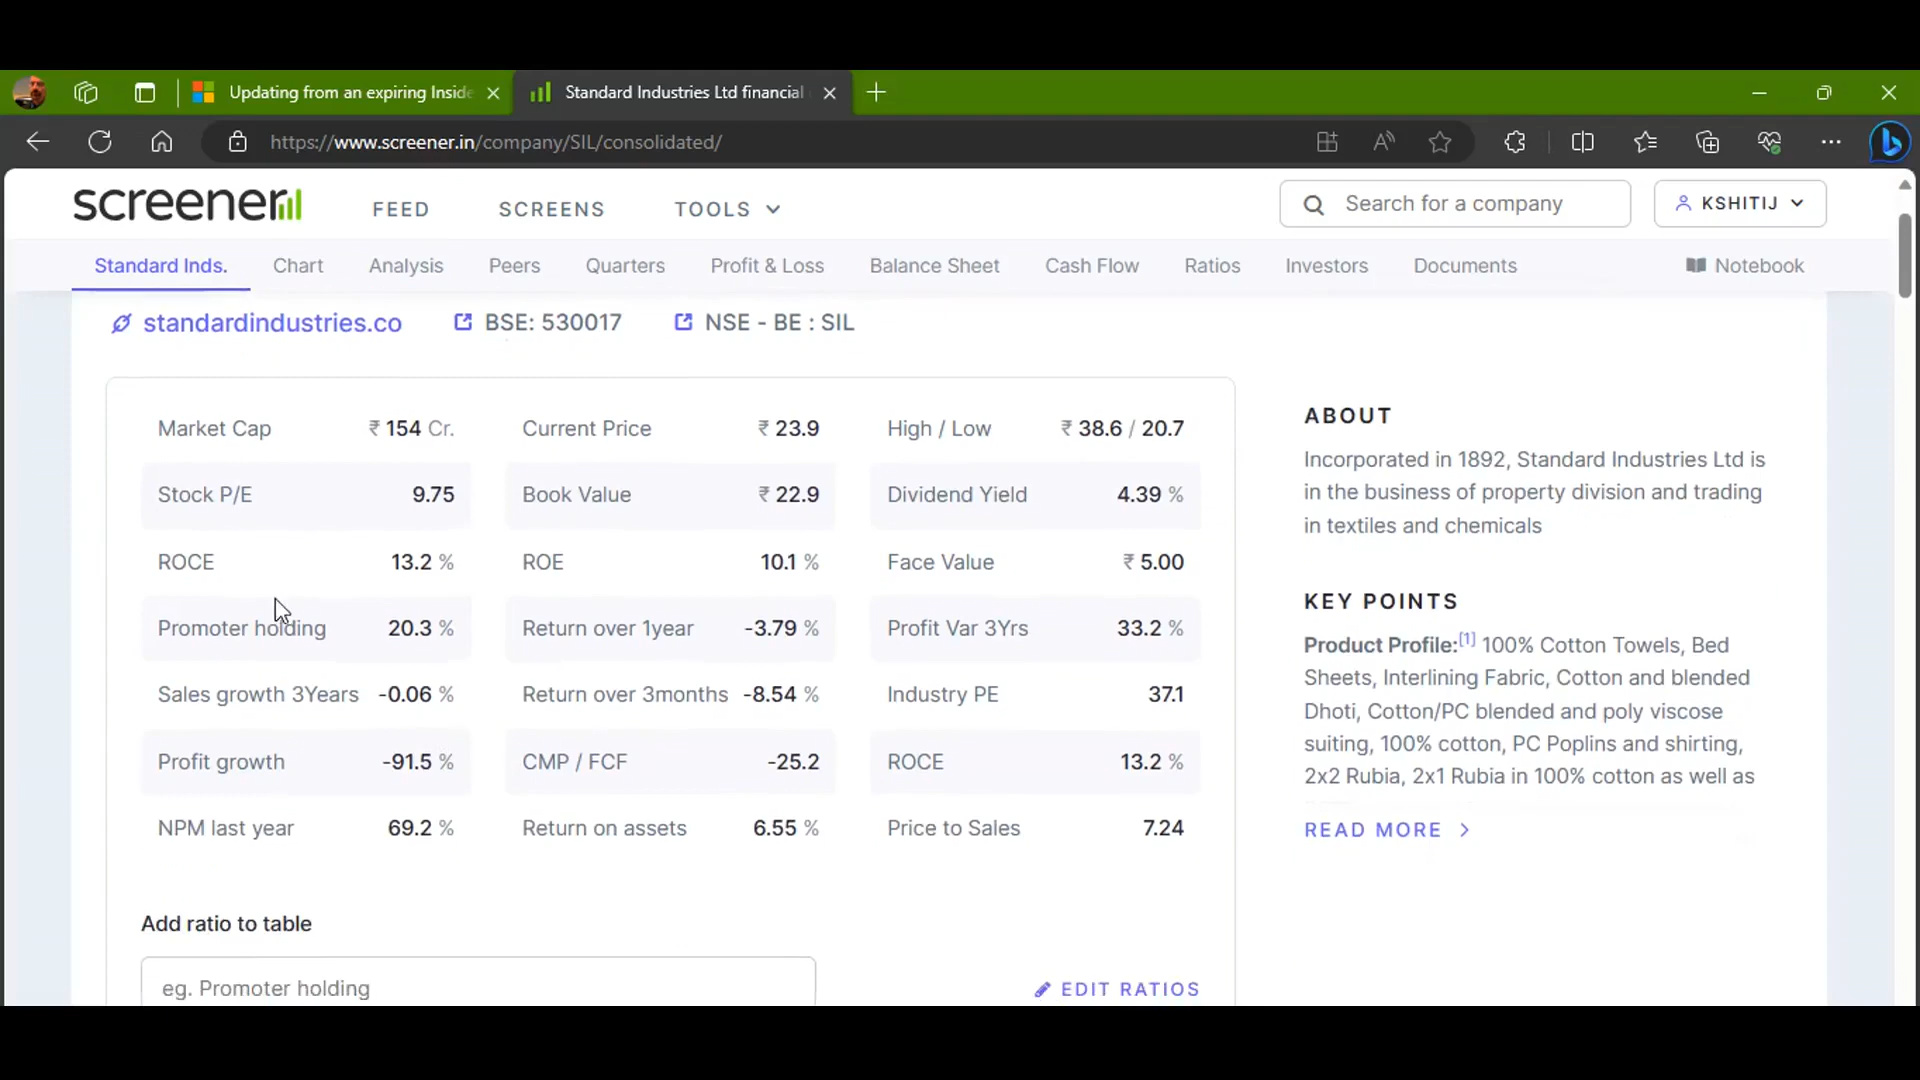 Updating from an expiring Inside
Standard Industries Ltd financial
https://www.screener.in/company/SIL/consolidated/
screener
FEED
SCREENS
TOOLS
Search for a company
KSHITIJ
Standard Inds.
Chart
Analysis
Peers
Quarters
Profit & Loss
Balance Sheet
Cash Flow
Ratios
Investors
Documents
Notebook
standardindustries.co
BSE: 530017
NSE - BE : SIL
Market Cap ₹ 154 Cr.
Current Price ₹ 23.9
High / Low ₹ 38.6 / 20.7
Stock P/E 9.75
Book Value ₹ 22.9
Dividend Yield 4.39 %
ROCE 13.2 %
ROE 10.1 %
Face Value ₹ 5.00
Promoter holding 20.3 %
Return over 1year -3.79 %
Profit Var 3Yrs 33.2 %
Sales growth 3Years -0.06 %
Return over 3months -8.54 %
Industry PE 37.1
Profit growth -91.5 %
CMP / FCF -25.2
ROCE 13.2 %
NPM last year 69.2 %
Return on assets 6.55 %
Price to Sales 7.24
Add ratio to table
eg. Promoter holding
EDIT RATIOS
ABOUT
Incorporated in 1892, Standard Industries Ltd is
in the business of property division and trading
in textiles and chemicals
KEY POINTS
Product Profile:[1] 100% Cotton Towels, Bed
Sheets, Interlining Fabric, Cotton and blended
Dhoti, Cotton/PC blended and poly viscose
suiting, 100% cotton, PC Poplins and shirting,
2x2 Rubia, 2x1 Rubia in 100% cotton as well as
READ MORE